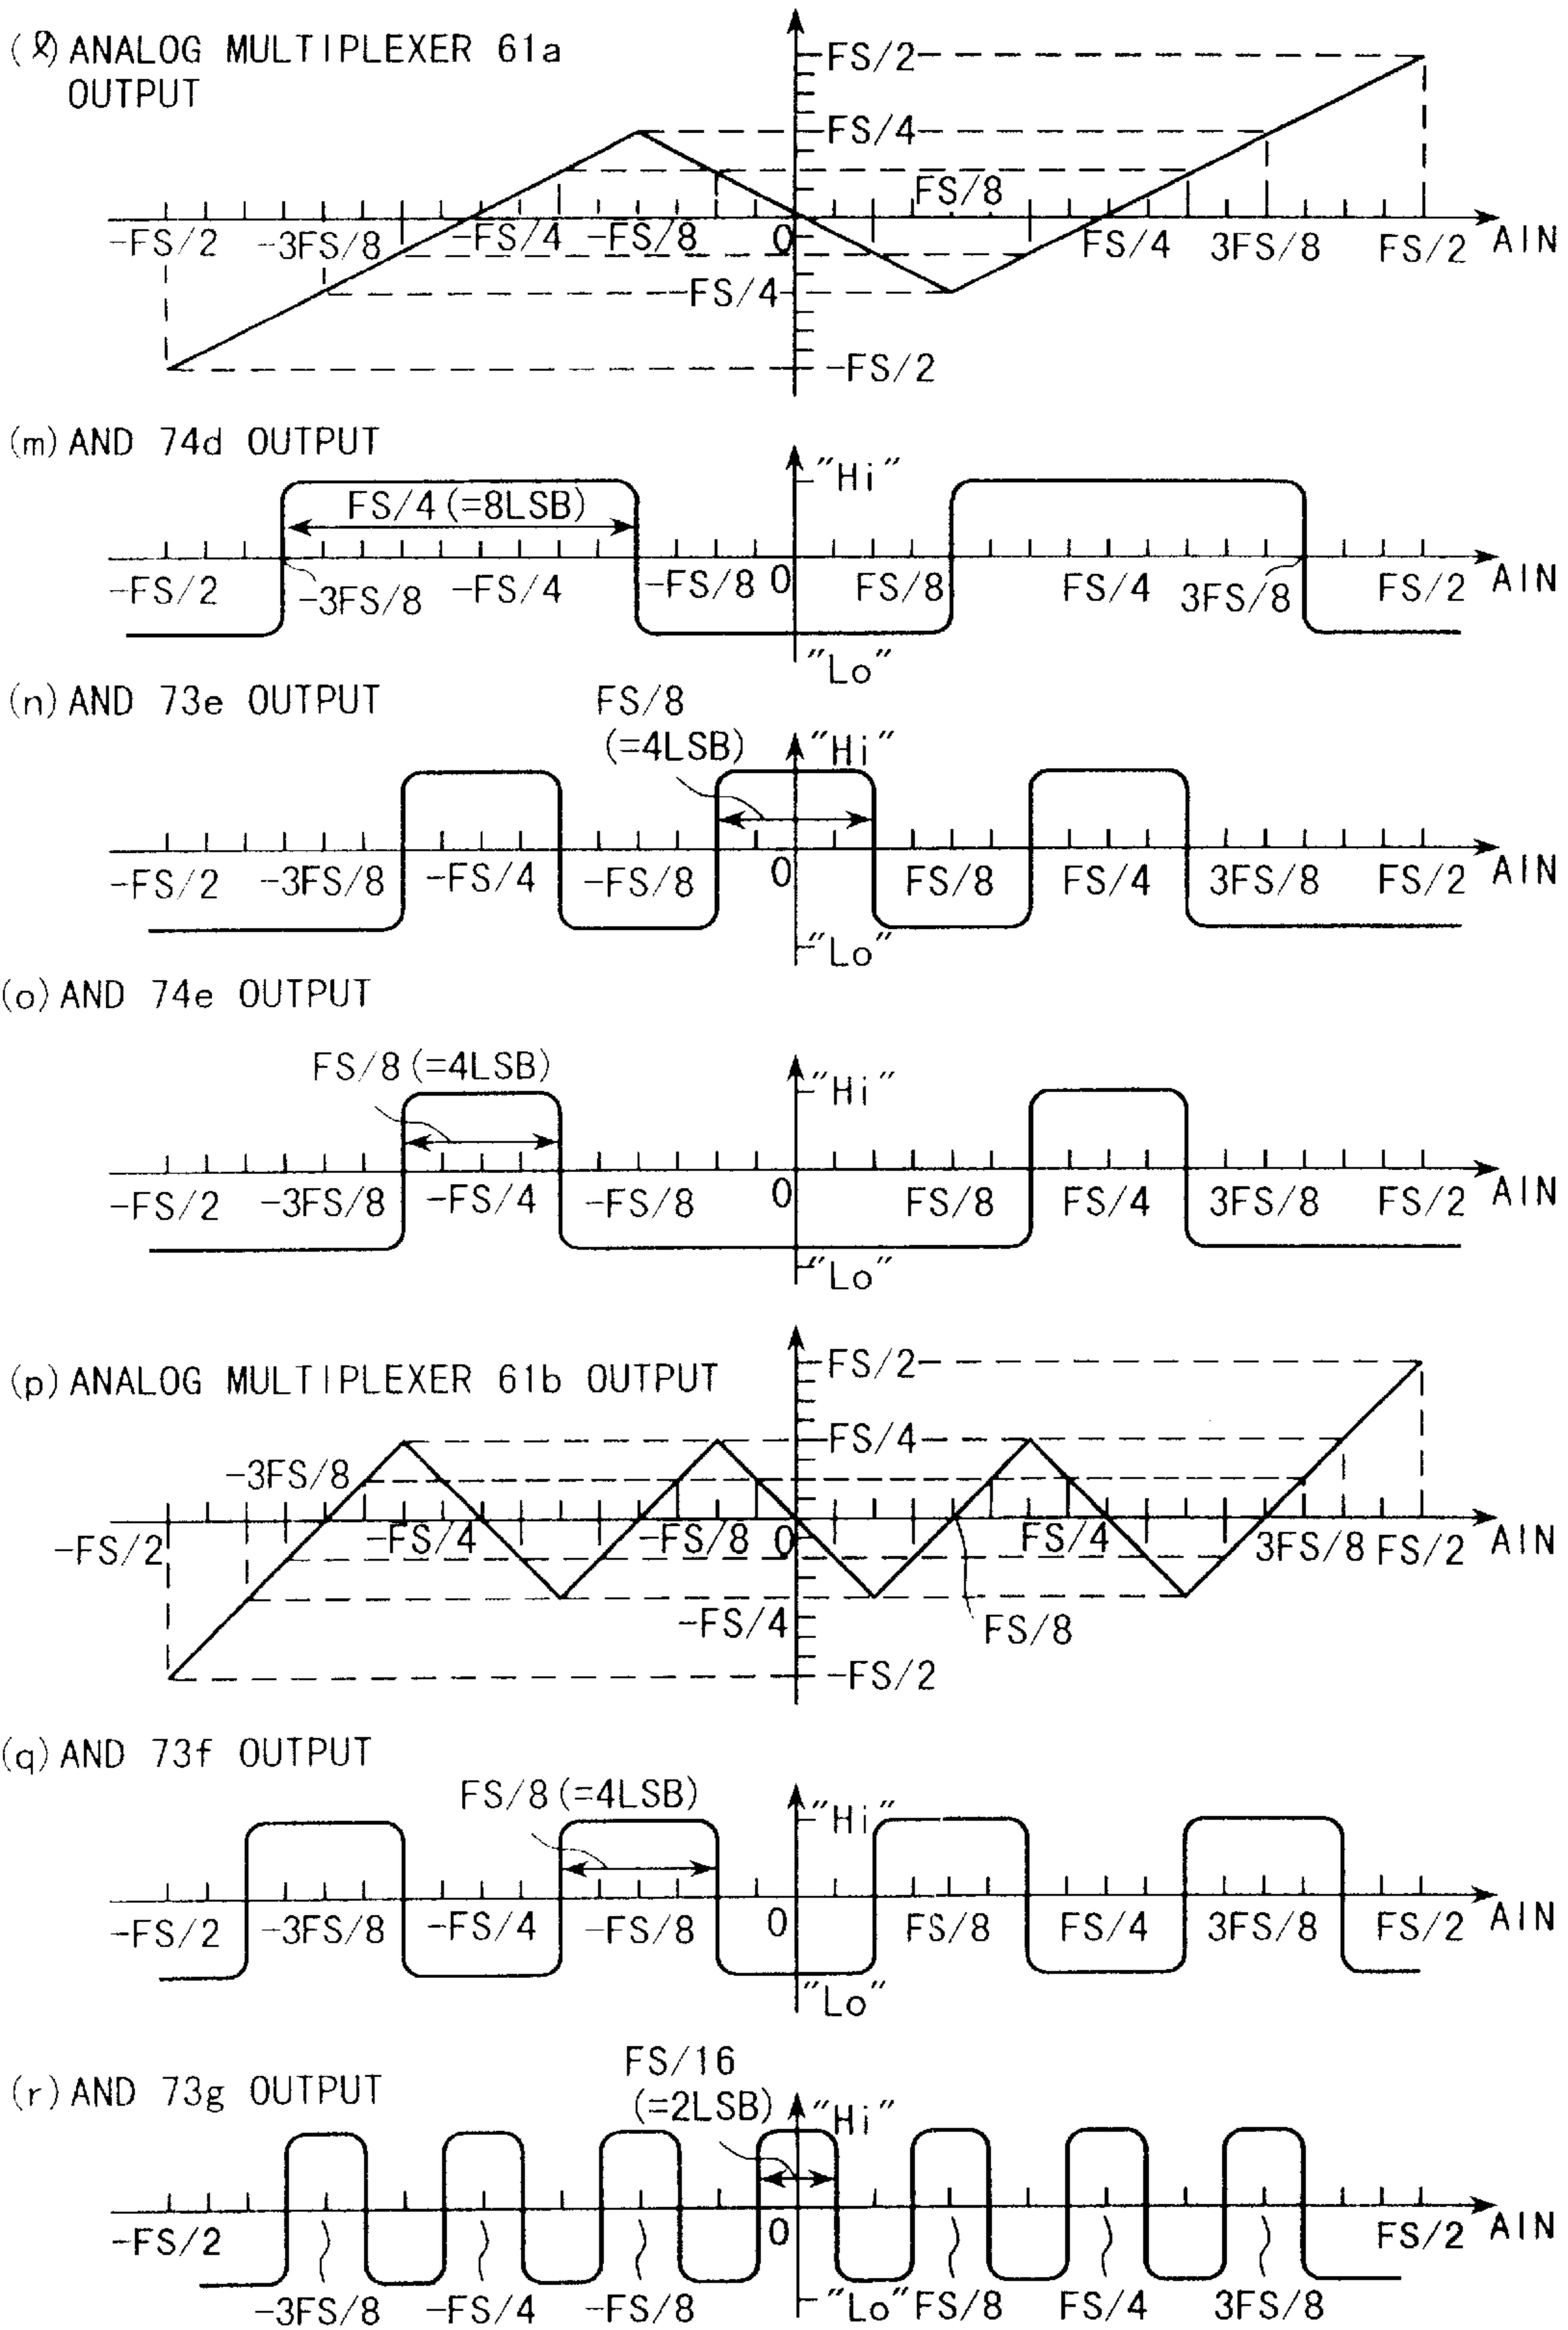 (ℓ) ANALOG MULTIPLEXER 61a
OUTPUT
FS/2
FS/4
FS/8
-FS/2 -3FS/8 -FS/4 -FS/8 0 FS/4 3FS/8 FS/2 AIN
-FS/4
-FS/2
(m) AND 74d OUTPUT
"Hi"
FS/4 (=8LSB)
-FS/2 -3FS/8 -FS/4 -FS/8 0 FS/8 FS/4 3FS/8 FS/2 AIN
"Lo"
(n) AND 73e OUTPUT
FS/8
(=4LSB)
"Hi"
-FS/2 -3FS/8 -FS/4 -FS/8 0 FS/8 FS/4 3FS/8 FS/2 AIN
"Lo"
(o) AND 74e OUTPUT
FS/8 (=4LSB)
"Hi"
-FS/2 -3FS/8 -FS/4 -FS/8 0 FS/8 FS/4 3FS/8 FS/2 AIN
"Lo"
(p) ANALOG MULTIPLEXER 61b OUTPUT
FS/2
FS/4
-3FS/8
-FS/2 -FS/4 -FS/8 0 FS/4 3FS/8 FS/2 AIN
-FS/4
FS/8
-FS/2
(q) AND 73f OUTPUT
FS/8 (=4LSB)
"Hi"
-FS/2 -3FS/8 -FS/4 -FS/8 0 FS/8 FS/4 3FS/8 FS/2 AIN
"Lo"
(r) AND 73g OUTPUT
FS/16
(=2LSB)
"Hi"
-FS/2 0 FS/2 AIN
-3FS/8 -FS/4 -FS/8 "Lo" FS/8 FS/4 3FS/8